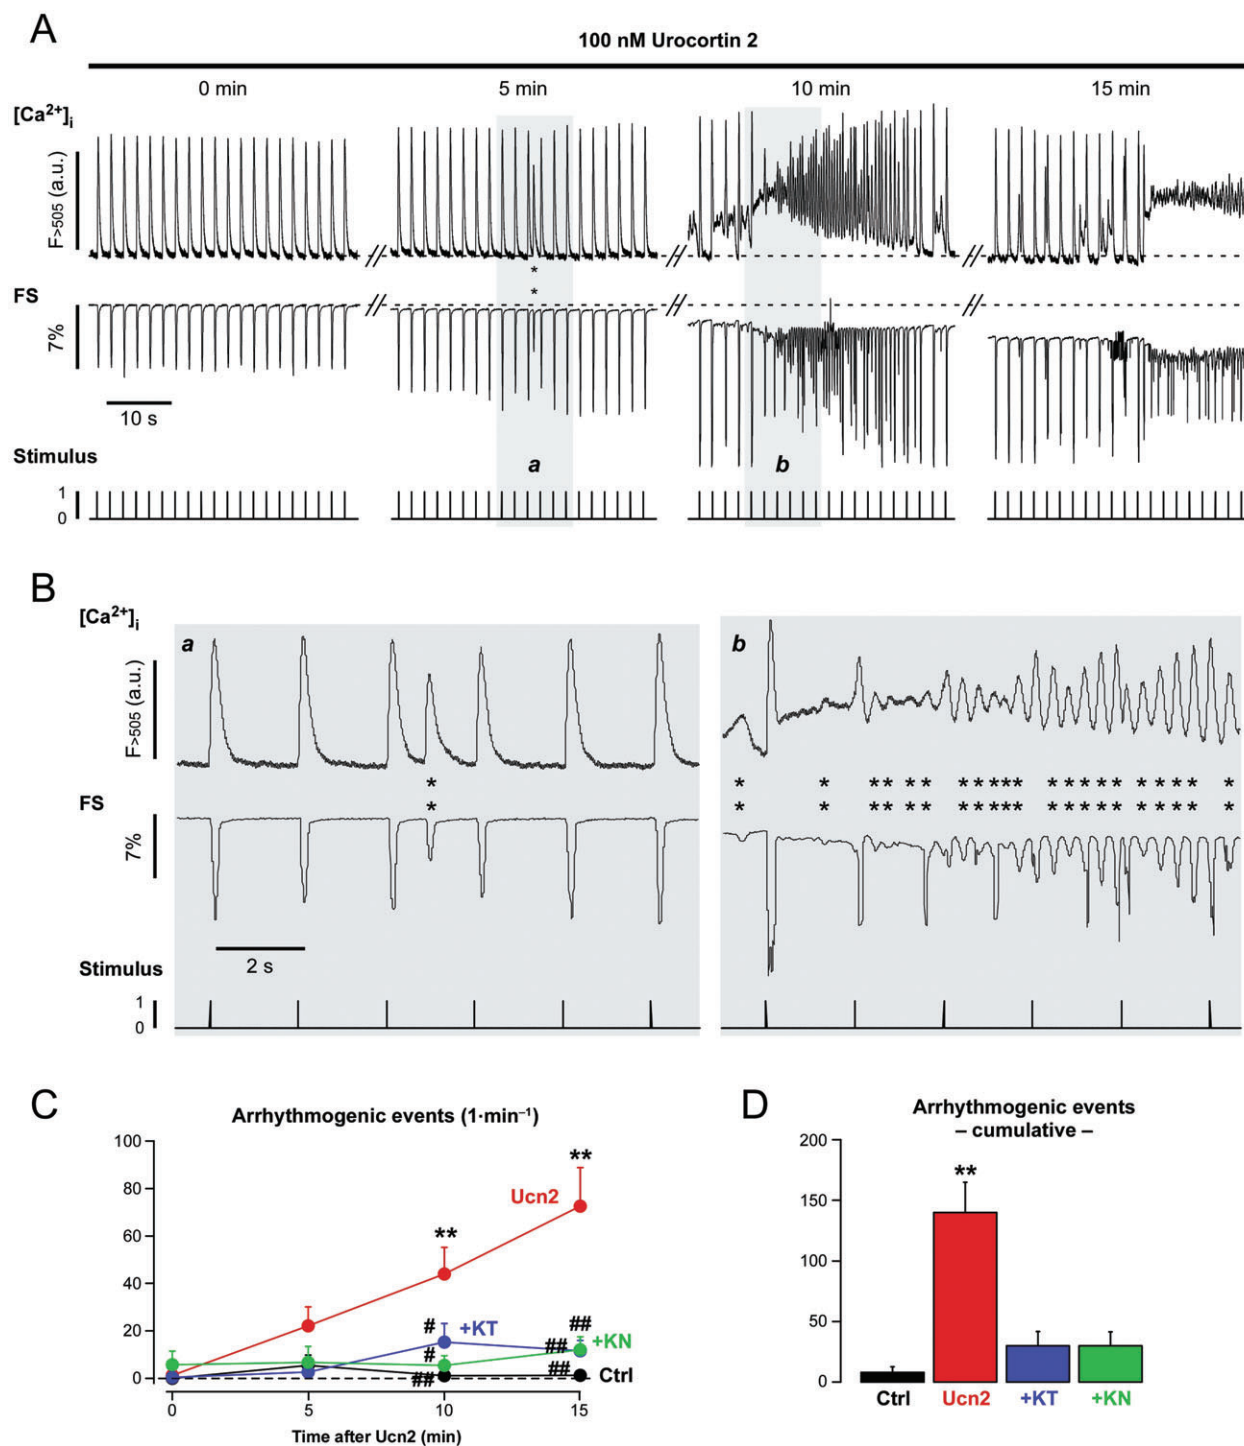 A
100 nM Urocortin 2
0 min 5 min 10 min 15 min
[Ca²⁺]ᵢ
F>505 (a.u.)
*
*
FS
7%
10 s
Stimulus
a b
1
0
B
[Ca²⁺]ᵢ
a b
F>505 (a.u.)
* * * * * * * * * * * * * * * * * * * * * *
FS
* * * * * * * * * * * * * * * * * * * * * *
7%
2 s
Stimulus
1
0
C
Arrhythmogenic events (1·min⁻¹)
100
80
60
40
20
0
**
Ucn2
**
##
# +KT
# ## +KN
## ## Ctrl
0 5 10 15
Time after Ucn2 (min)
D
Arrhythmogenic events
– cumulative –
200
150
100
50
0
**
Ctrl Ucn2 +KT +KN